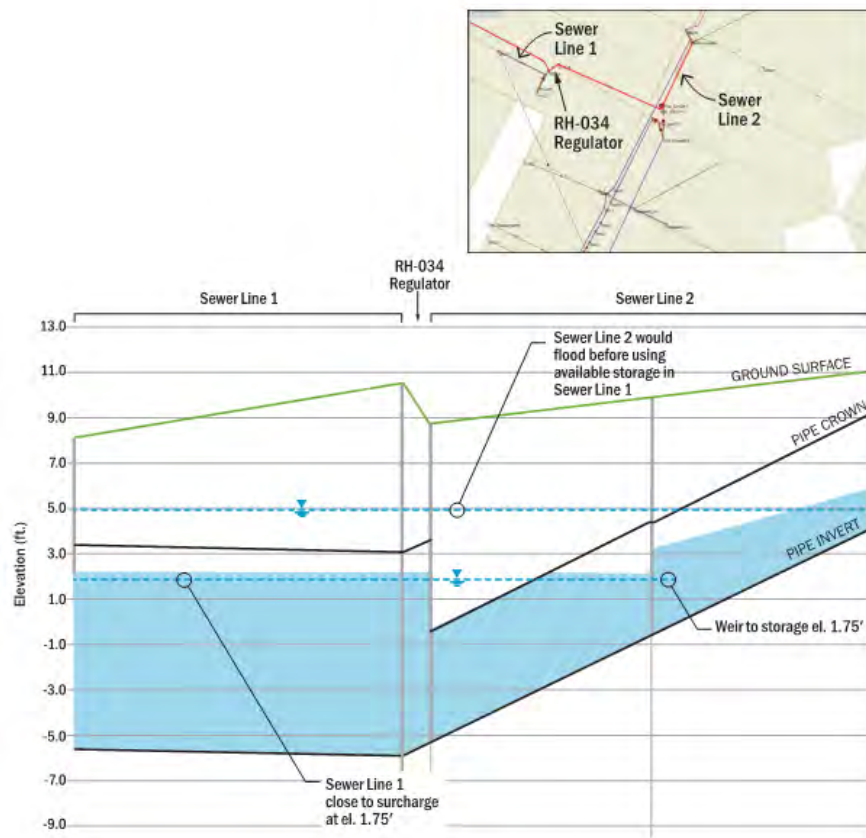 Sewer
Line 1
RH-034
Regulator
Sewer
Line 2
RH-034
Regulator
Sewer Line 1
Sewer Line 2
13.0
11.0
9.0
7.0
5.0
3.0
1.0
-1.0
-3.0
-5.0
-7.0
-9.0
Elevation (ft.)
Sewer Line 2 would
flood before using
available storage in
Sewer Line 1
GROUND SURFACE
PIPE CROWN
PIPE INVERT
Weir to storage el. 1.75'
Sewer Line 1
close to surcharge
at el. 1.75'